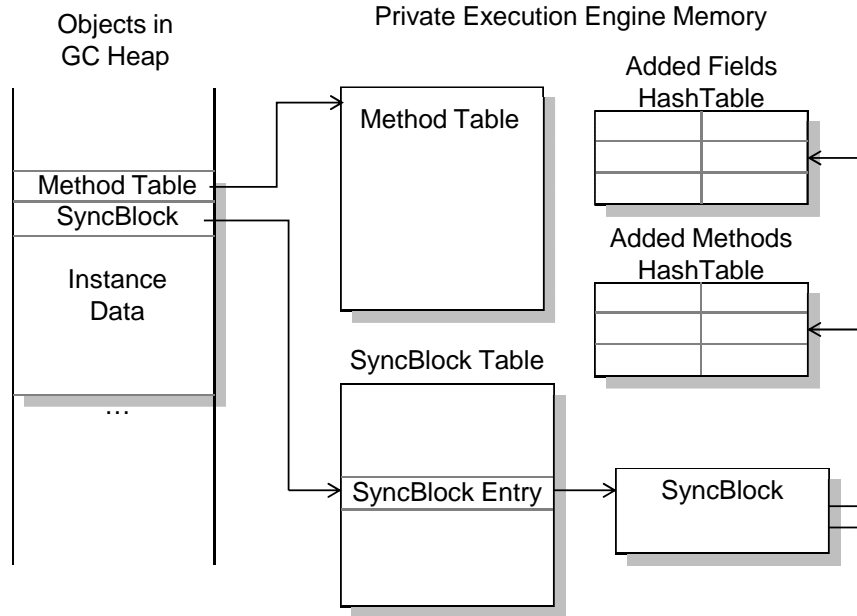 Objects in
GC Heap
Private Execution Engine Memory
Method Table
SyncBlock
Instance
Data
…
Method Table
SyncBlock Table
SyncBlock Entry
Added Fields
HashTable
Added Methods
HashTable
SyncBlock